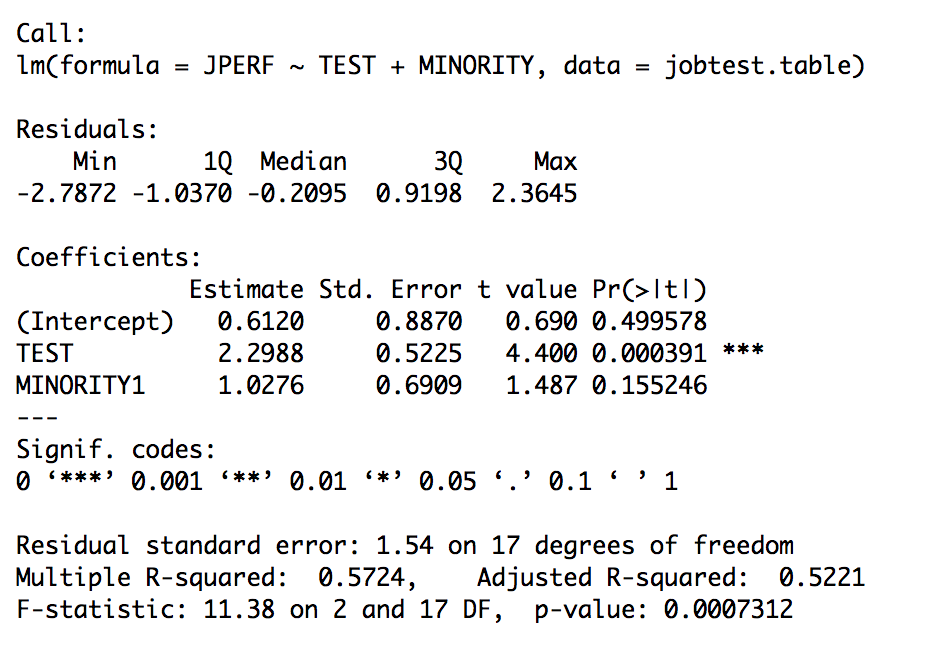 Call:
lm(formula = JPERF ~ TEST + MINORITY, data = jobtest.table)
Residuals:
    Min      1Q  Median      3Q     Max
-2.7872 -1.0370 -0.2095  0.9198  2.3645
Coefficients:
            Estimate Std. Error t value Pr(>|t|)
(Intercept)   0.6120     0.8870   0.690 0.499578
TEST          2.2988     0.5225   4.400 0.000391 ***
MINORITY1     1.0276     0.6909   1.487 0.155246
---
Signif. codes:
0 ‘***’ 0.001 ‘**’ 0.01 ‘*’ 0.05 ‘.’ 0.1 ‘ ’ 1
Residual standard error: 1.54 on 17 degrees of freedom
Multiple R-squared:  0.5724,    Adjusted R-squared:  0.5221
F-statistic: 11.38 on 2 and 17 DF,  p-value: 0.0007312